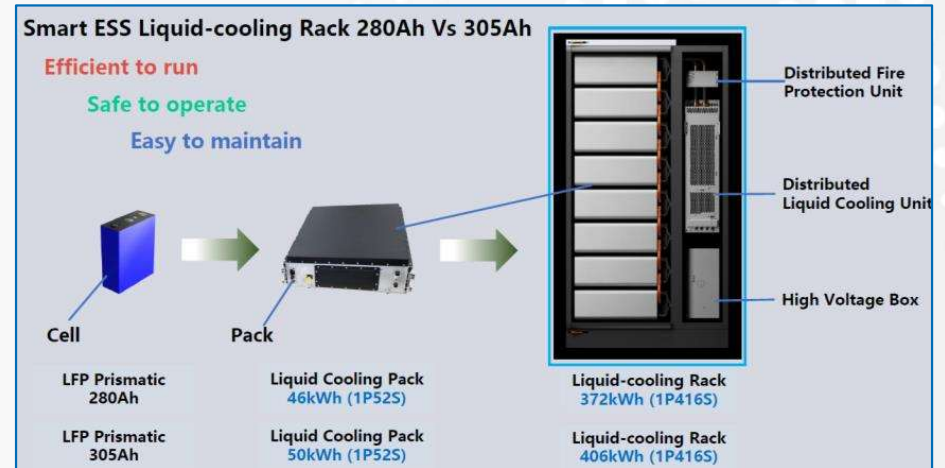 Smart ESS Liquid-cooling Rack 280Ah Vs 305Ah
Efficient to run
Safe to operate
Easy to maintain
Distributed Fire
Protection Unit
Distributed
Liquid Cooling Unit
High Voltage Box
Cell
Pack
LFP Prismatic
280Ah
Liquid Cooling Pack
46kWh (1P52S)
Liquid-cooling Rack
372kWh (1P416S)
LFP Prismatic
305Ah
Liquid Cooling Pack
50kWh (1P52S)
Liquid-cooling Rack
406kWh (1P416S)